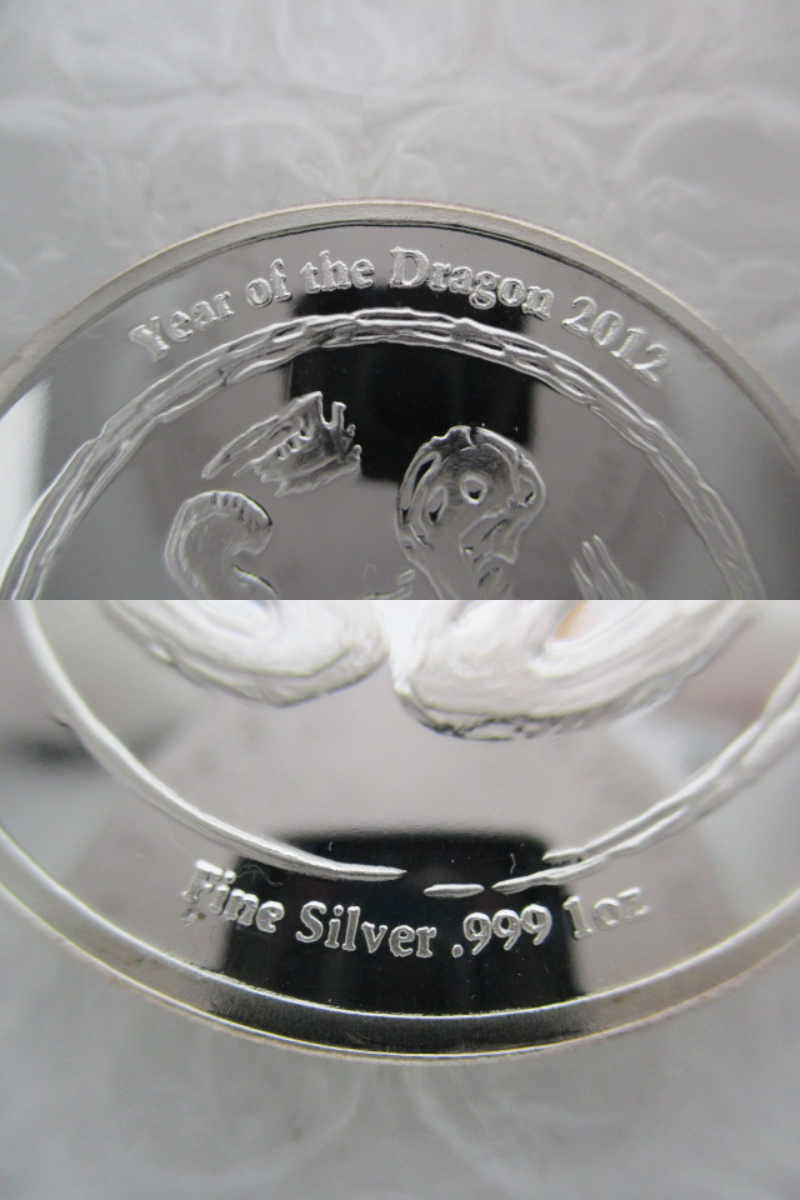 Year of the Dragon 2012
Fine Silver .999 1oz